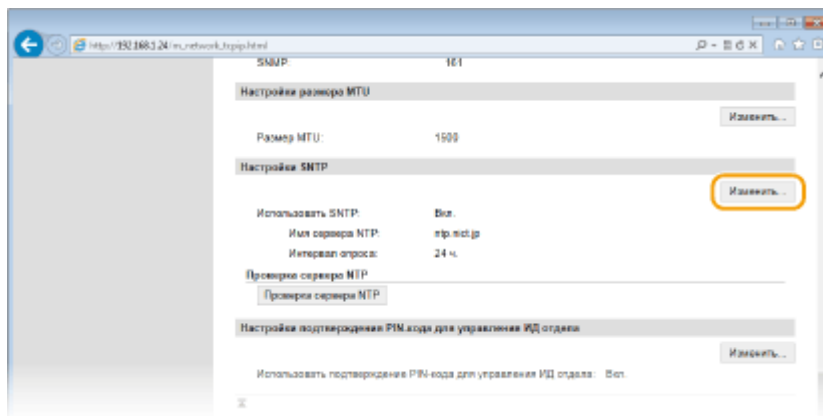 http://192.168.1.24/m_network_tcpip.html
SNMP: 161
Настройки размера MTU
Изменить...
Размер MTU: 1500
Настройки SNTP
Изменить...
Использовать SNTP: Вкл.
Имя сервера NTP: ntp.nict.jp
Интервал опроса: 24 ч.
Проверка сервера NTP
Проверка сервера NTP
Настройки подтверждения PIN-кода для управления ИД отдела
Изменить...
Использовать подтверждение PIN-кода для управления ИД отдела: Вкл.